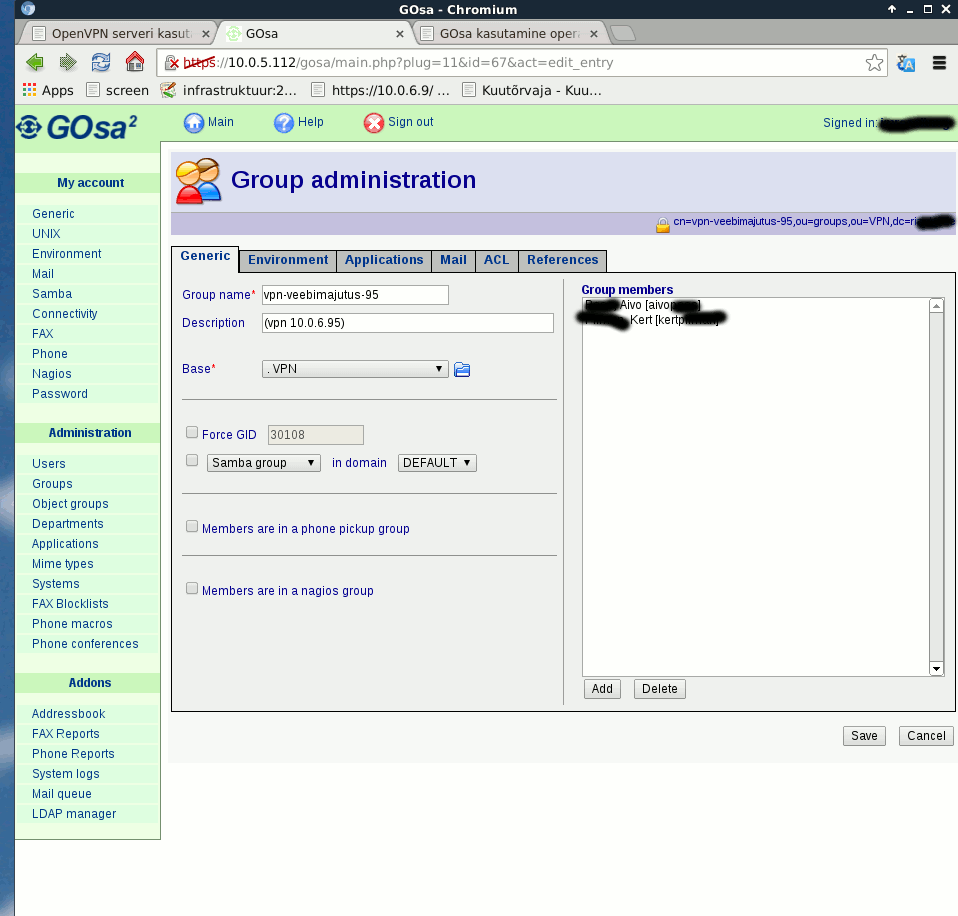 GOsa - Chromium
OpenVPN serveri kasuta
GOsa
GOsa kasutamine opera
https://10.0.5.112/gosa/main.php?plug=11&id=67&act=edit_entry
Apps screen infrastruktuur:2... https://10.0.6.9/ ... Kuutõrvaja - Kuu...
GOsa²
Main Help Sign out
Signed in:
My account
Generic
UNIX
Environment
Mail
Samba
Connectivity
FAX
Phone
Nagios
Password
Administration
Users
Groups
Object groups
Departments
Applications
Mime types
Systems
FAX Blocklists
Phone macros
Phone conferences
Addons
Addressbook
FAX Reports
Phone Reports
System logs
Mail queue
LDAP manager
Group administration
cn=vpn-veebimajutus-95,ou=groups,ou=VPN,dc=ri
Generic Environment Applications Mail ACL References
Group name* vpn-veebimajutus-95
Description (vpn 10.0.6.95)
Base* . VPN
Force GID 30108
Samba group in domain DEFAULT
Members are in a phone pickup group
Members are in a nagios group
Group members
Aivo [aivo
Kert [kert
Add Delete
Save Cancel